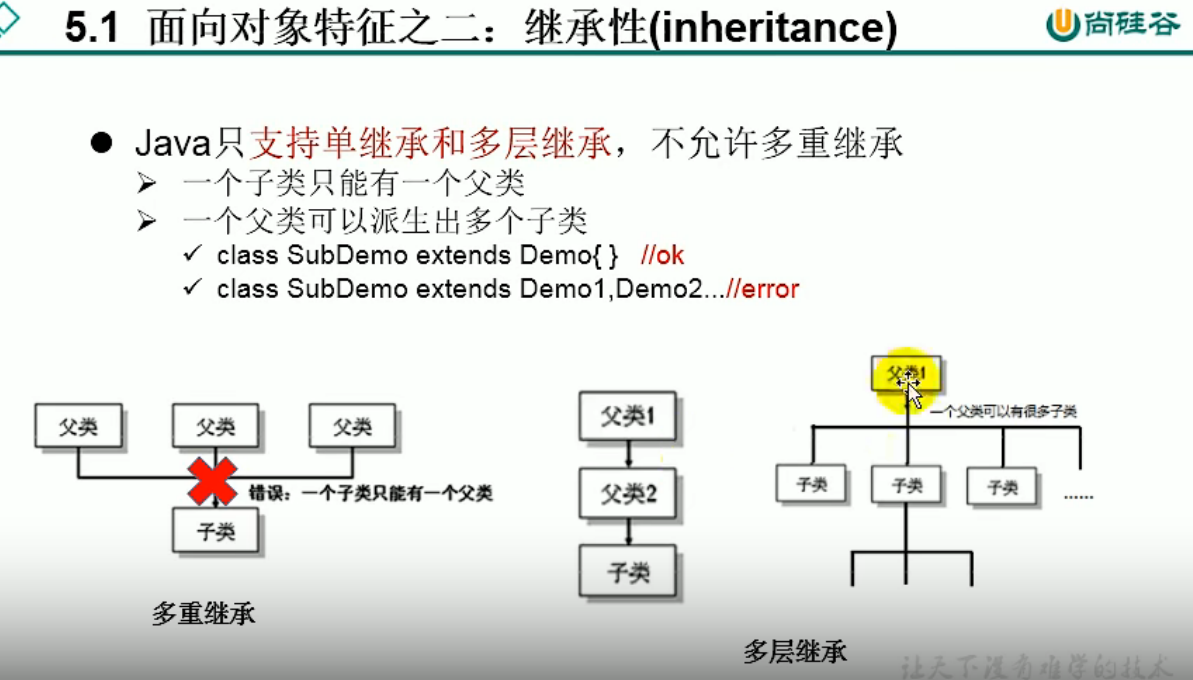 5.1 面向对象特征之二：继承性(inheritance)
尚硅谷
Java只支持单继承和多层继承，不允许多重继承
一个子类只能有一个父类
一个父类可以派生出多个子类
class SubDemo extends Demo{ } //ok
class SubDemo extends Demo1,Demo2...//error
父类 父类 父类
错误：一个子类只能有一个父类
子类
多重继承
父类1
父类2
子类
父类1
一个父类可以有很多子类
子类 子类 子类 ......
多层继承
让天下没有难学的技术